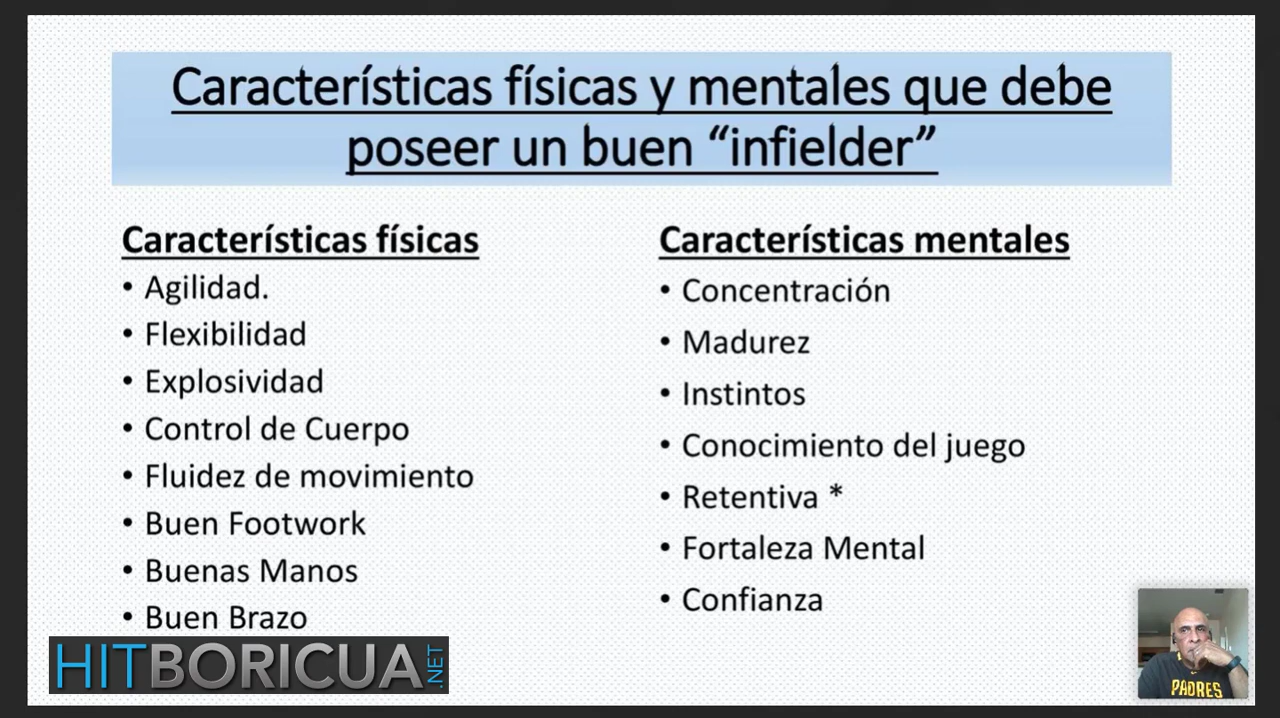 Características físicas y mentales que debe
poseer un buen “infielder”
Características físicas
• Agilidad.
• Flexibilidad
• Explosividad
• Control de Cuerpo
• Fluidez de movimiento
• Buen Footwork
• Buenas Manos
• Buen Brazo
Características mentales
• Concentración
• Madurez
• Instintos
• Conocimiento del juego
• Retentiva *
• Fortaleza Mental
• Confianza
HITBORICUA.NET
PADRES